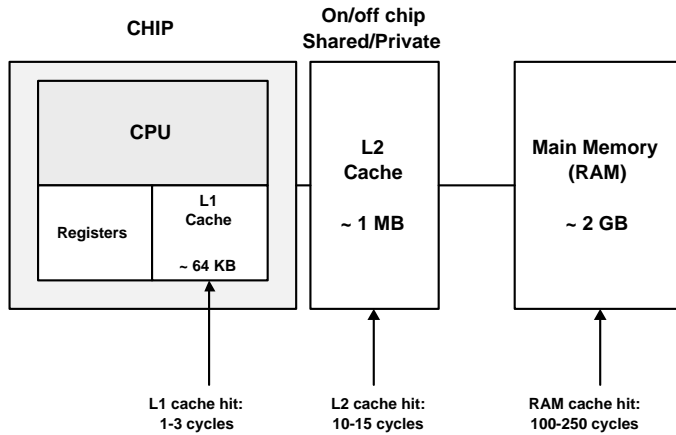 CHIP
On/off chip
Shared/Private
CPU
Registers
L1
Cache
~ 64 KB
L2
Cache
~ 1 MB
Main Memory
(RAM)
~ 2 GB
L1 cache hit:
1-3 cycles
L2 cache hit:
10-15 cycles
RAM cache hit:
100-250 cycles